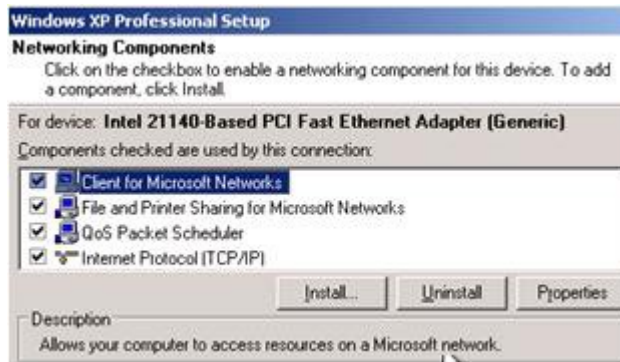 Windows XP Professional Setup
Networking Components
Click on the checkbox to enable a networking component for this device. To add
a component, click Install.
For device: Intel 21140-Based PCI Fast Ethernet Adapter (Generic)
Components checked are used by this connection:
Client for Microsoft Networks
File and Printer Sharing for Microsoft Networks
QoS Packet Scheduler
Internet Protocol (TCP/IP)
Install... Uninstall Properties
Description
Allows your computer to access resources on a Microsoft network.